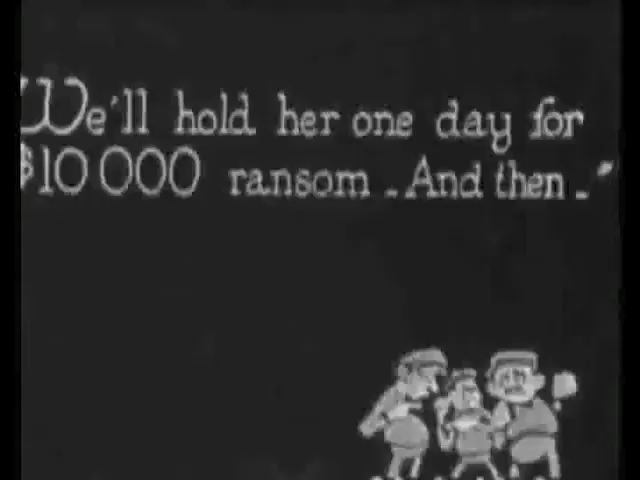 "We'll hold her one day for
$10 000 ransom - And then - "